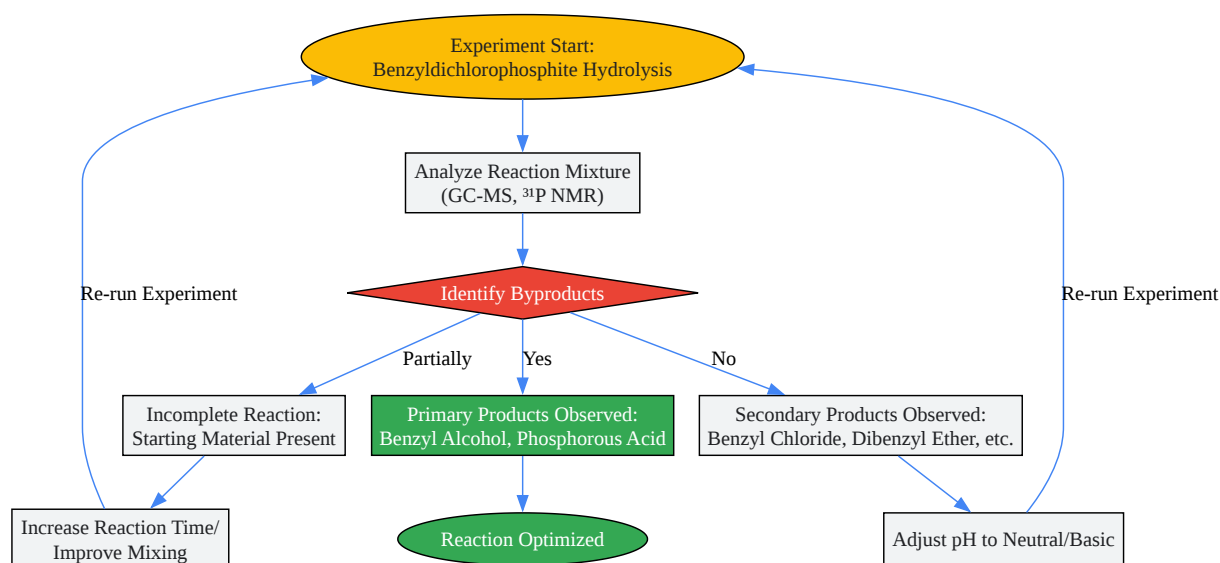 Experiment Start:
Benzyldichlorophosphite Hydrolysis
Analyze Reaction Mixture
(GC-MS, ³¹P NMR)
Re-run Experiment
Identify Byproducts
Re-run Experiment
Partially
Yes
No
Incomplete Reaction:
Starting Material Present
Primary Products Observed:
Benzyl Alcohol, Phosphorous Acid
Secondary Products Observed:
Benzyl Chloride, Dibenzyl Ether, etc.
Increase Reaction Time/
Improve Mixing
Reaction Optimized
Adjust pH to Neutral/Basic